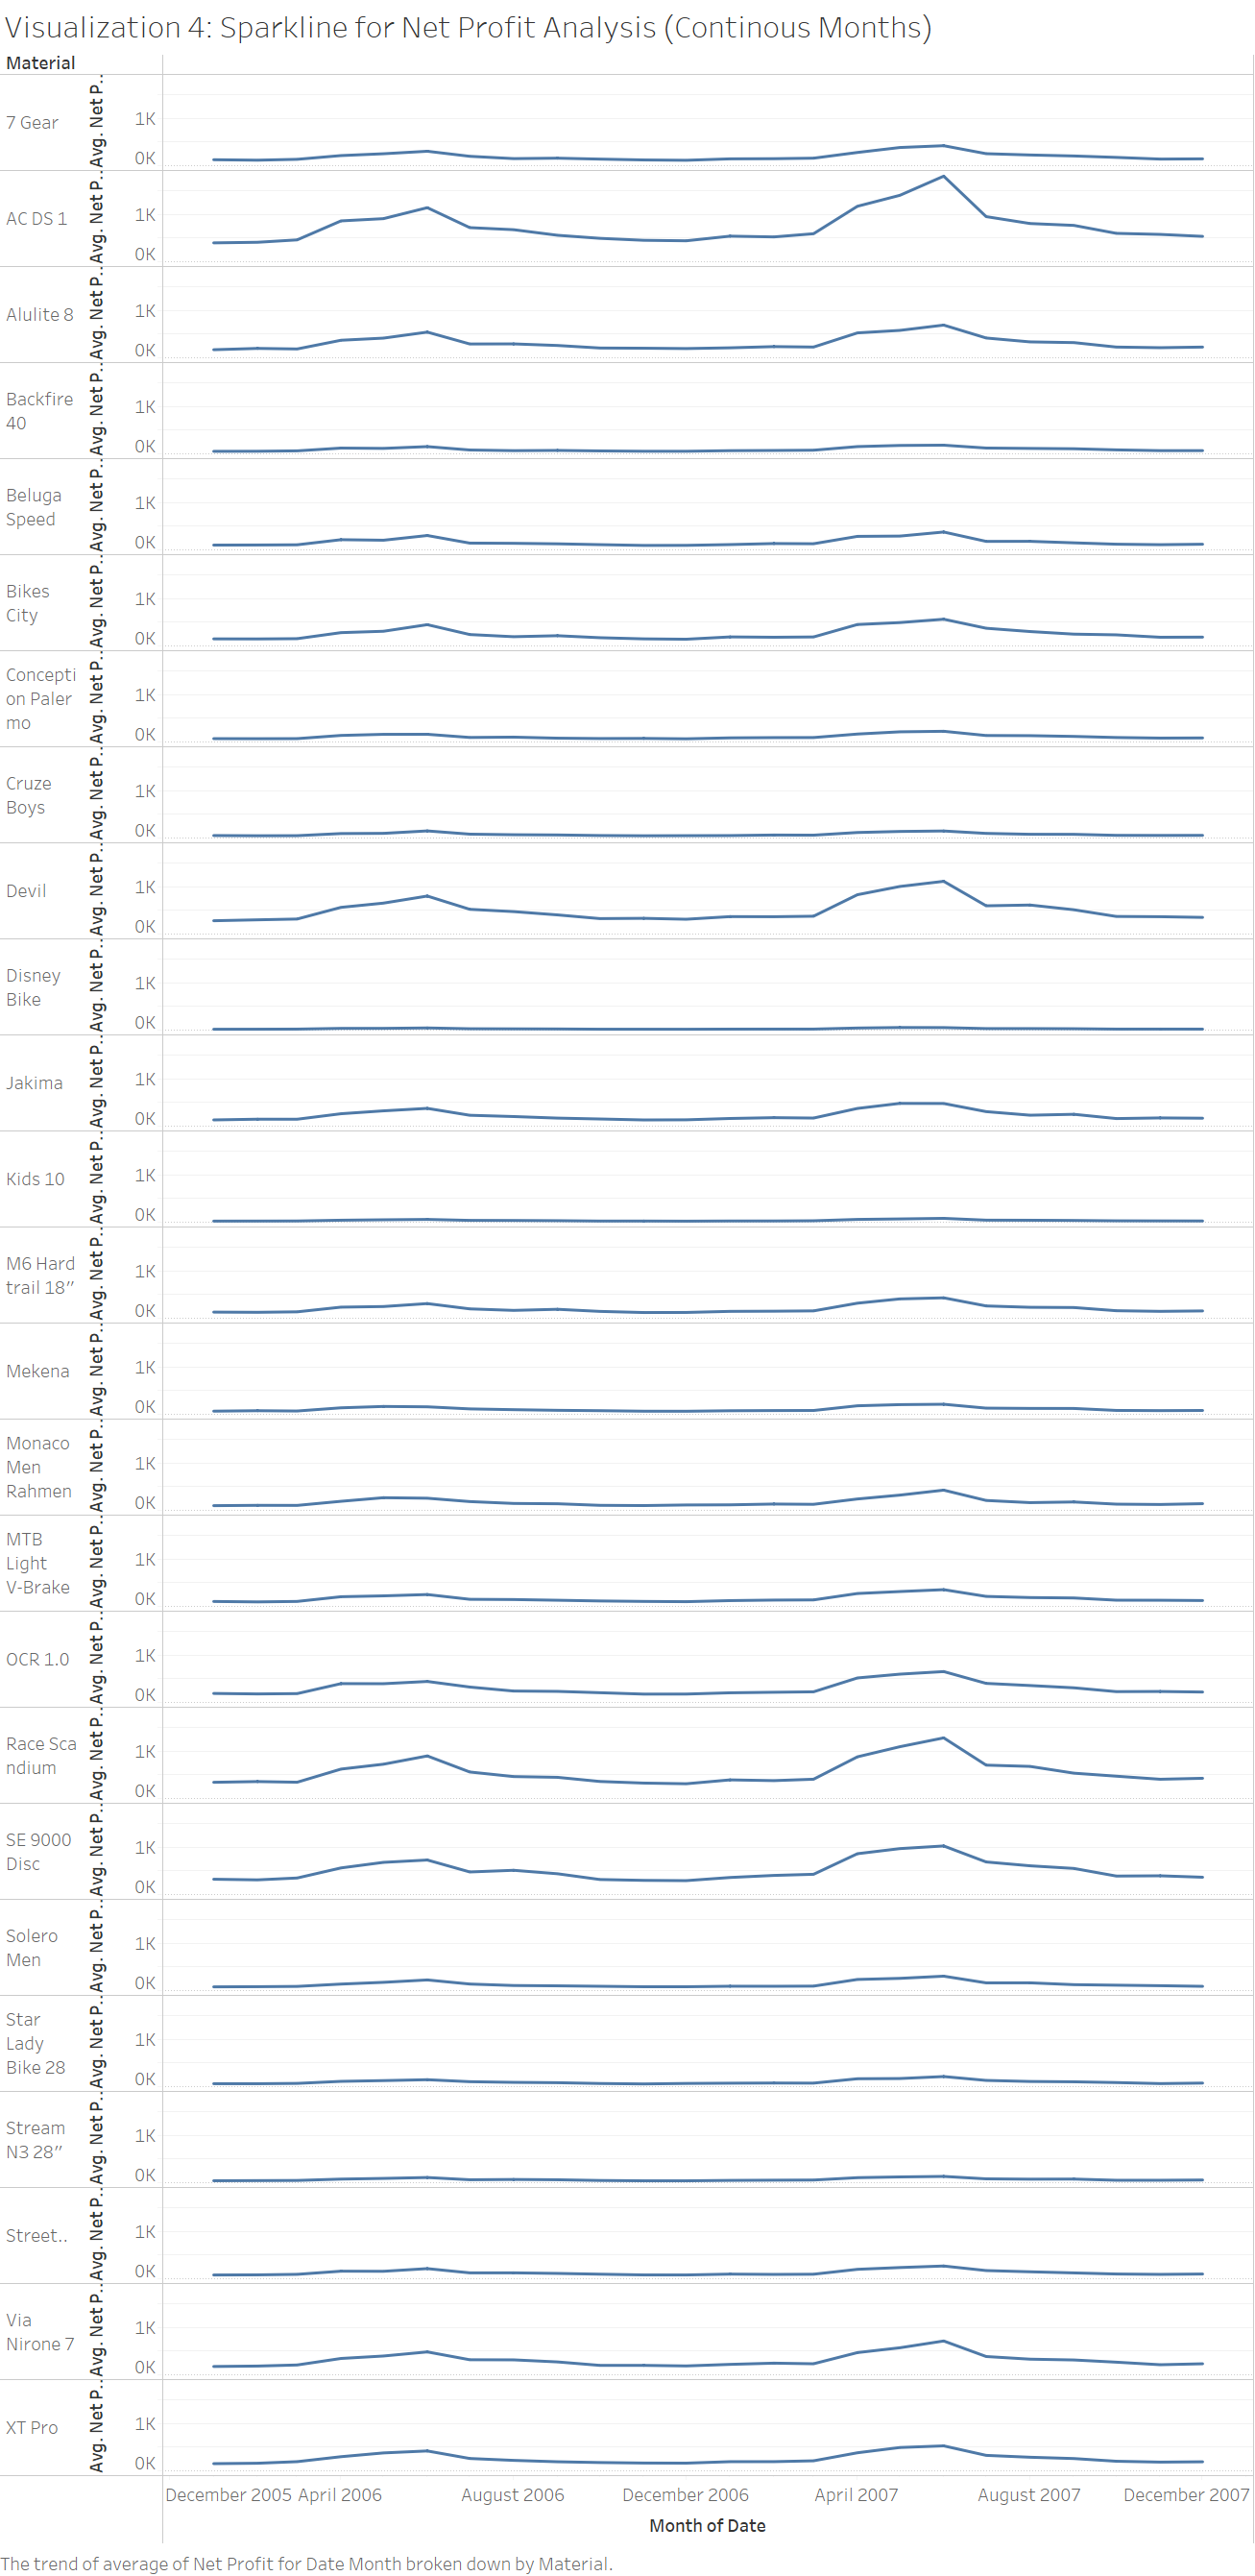 Visualization 4: Sparkline for Net Profit Analysis (Continous Months)
Material
7 Gear
Avg. Net P..
1K
0K
AC DS 1
Avg. Net P..
1K
0K
Alulite 8
Avg. Net P..
1K
0K
Backfire
40
Avg. Net P..
1K
0K
Beluga
Speed
Avg. Net P..
1K
0K
Bikes
City
Avg. Net P..
1K
0K
Concepti
on Paler
mo
Avg. Net P..
1K
0K
Cruze
Boys
Avg. Net P..
1K
0K
Devil
Avg. Net P..
1K
0K
Disney
Bike
Avg. Net P..
1K
0K
Jakima
Avg. Net P..
1K
0K
Kids 10
Avg. Net P..
1K
0K
M6 Hard
trail 18″
Avg. Net P..
1K
0K
Mekena
Avg. Net P..
1K
0K
Monaco
Men
Rahmen
Avg. Net P..
1K
0K
MTB
Light
V-Brake
Avg. Net P..
1K
0K
OCR 1.0
Avg. Net P..
1K
0K
Race Sca
ndium
Avg. Net P..
1K
0K
SE 9000
Disc
Avg. Net P..
1K
0K
Solero
Men
Avg. Net P..
1K
0K
Star
Lady
Bike 28
Avg. Net P..
1K
0K
Stream
N3 28″
Avg. Net P..
1K
0K
Street..
Avg. Net P..
1K
0K
Via
Nirone 7
Avg. Net P..
1K
0K
XT Pro
Avg. Net P..
1K
0K
December 2005 April 2006 August 2006 December 2006 April 2007 August 2007 December 2007
Month of Date
The trend of average of Net Profit for Date Month broken down by Material.